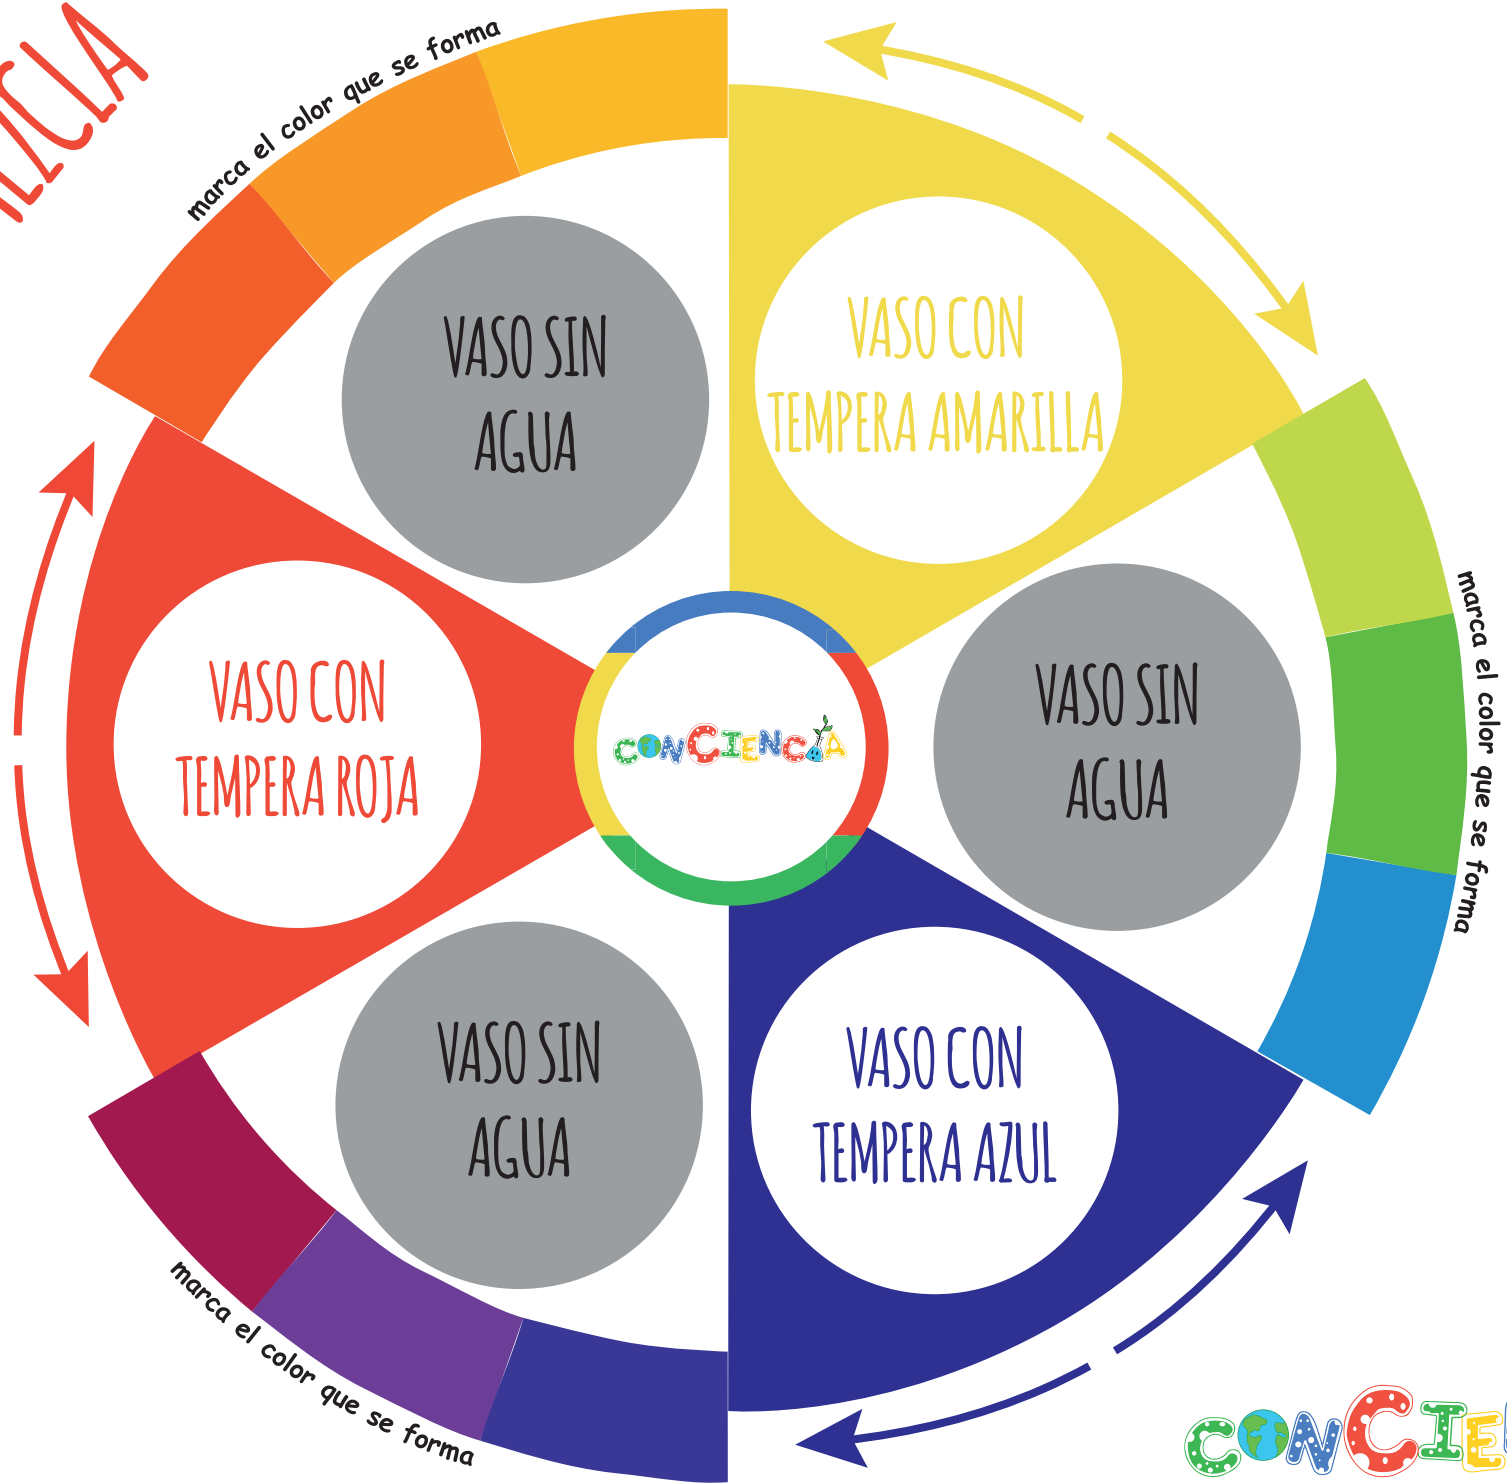 marca el color que se forma
VASO SIN
AGUA
VASO CON
TEMPERA AMARILLA
VASO CON
TEMPERA ROJA
CONCIENCIA
VASO SIN
AGUA
marca el color que se forma
VASO SIN
AGUA
VASO CON
TEMPERA AZUL
marca el color que se forma